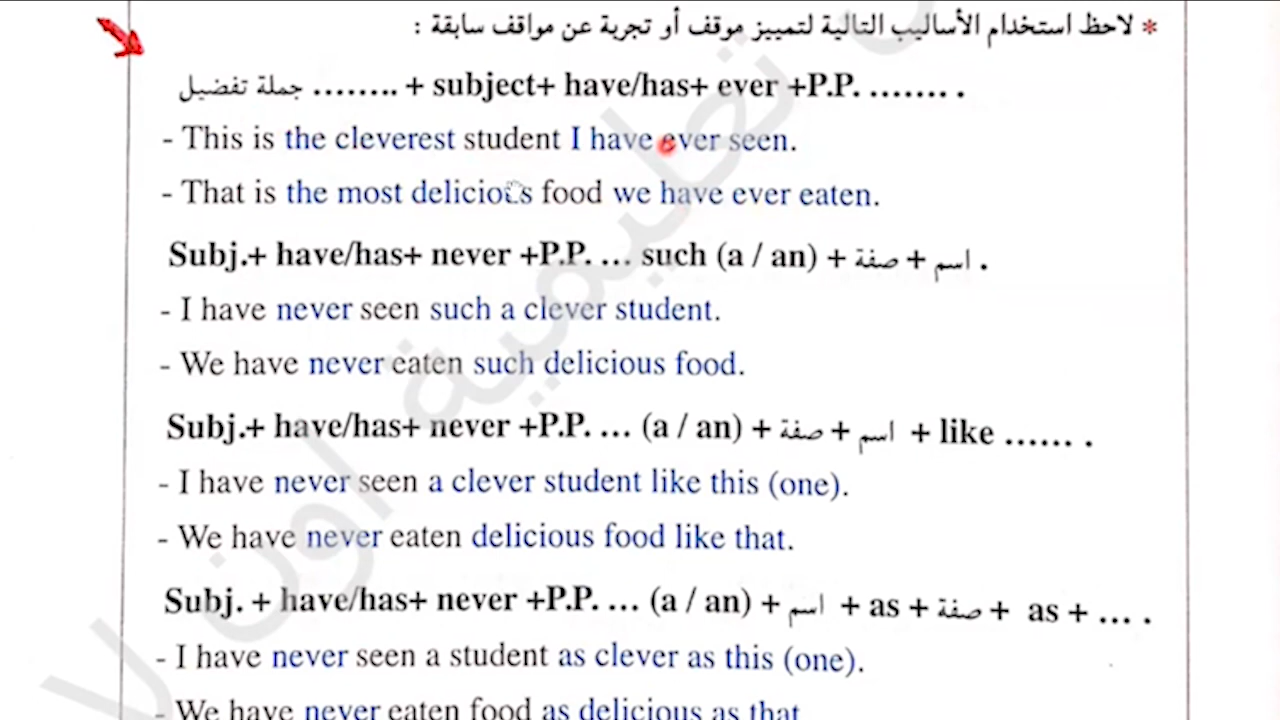 * لاحظ استخدام الأساليب التالية لتمييز موقف أو تجربة عن مواقف سابقة :
جملة تفضيل ........ + subject+ have/has+ ever +P.P. ....... .
- This is the cleverest student I have ever seen.
- That is the most delicious food we have ever eaten.
Subj.+ have/has+ never +P.P. ... such (a / an) + صفة + اسم .
- I have never seen such a clever student.
- We have never eaten such delicious food.
Subj.+ have/has+ never +P.P. ... (a / an) + صفة + اسم + like ...... .
- I have never seen a clever student like this (one).
- We have never eaten delicious food like that.
Subj. + have/has+ never +P.P. ... (a / an) + اسم + as + صفة + as + ... .
- I have never seen a student as clever as this (one).
- We have never eaten food as delicious as that